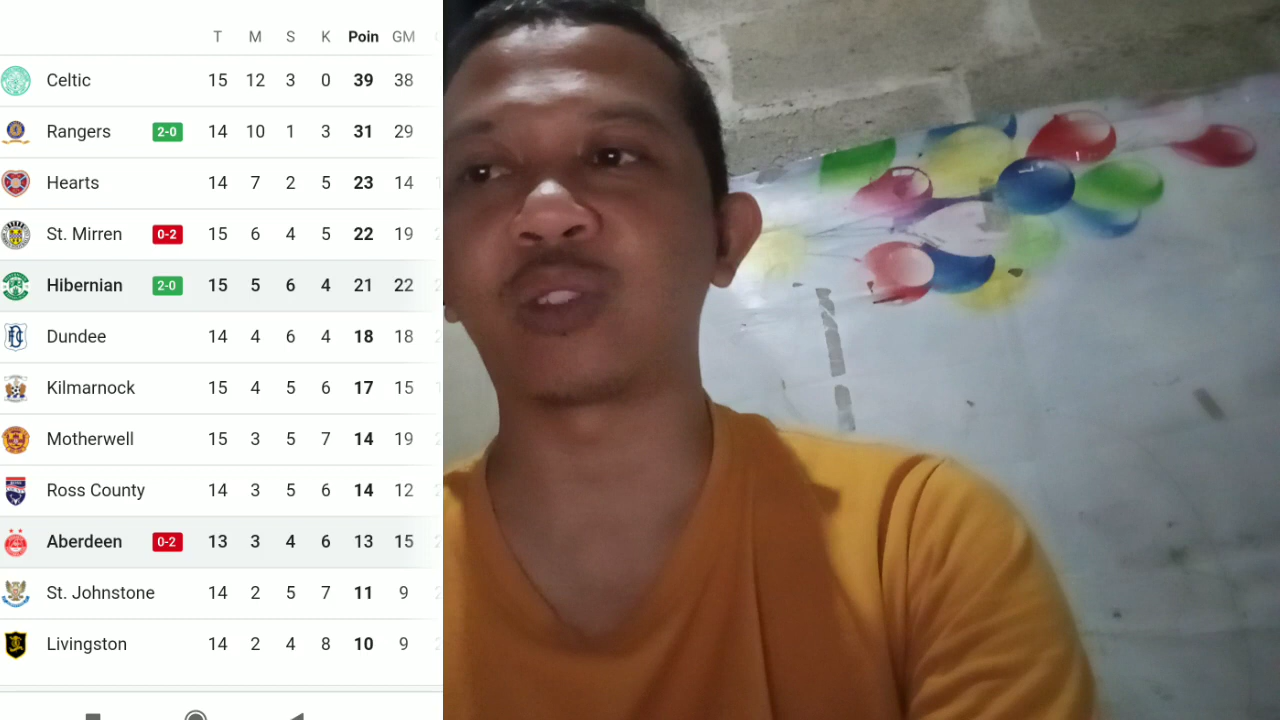 T M S K Poin GM
Celtic 15 12 3 0 39 38
Rangers 2-0 14 10 1 3 31 29
Hearts 14 7 2 5 23 14
St. Mirren 0-2 15 6 4 5 22 19
Hibernian 2-0 15 5 6 4 21 22
Dundee 14 4 6 4 18 18
Kilmarnock 15 4 5 6 17 15
Motherwell 15 3 5 7 14 19
Ross County 14 3 5 6 14 12
Aberdeen 0-2 13 3 4 6 13 15
St. Johnstone 14 2 5 7 11 9
Livingston 14 2 4 8 10 9